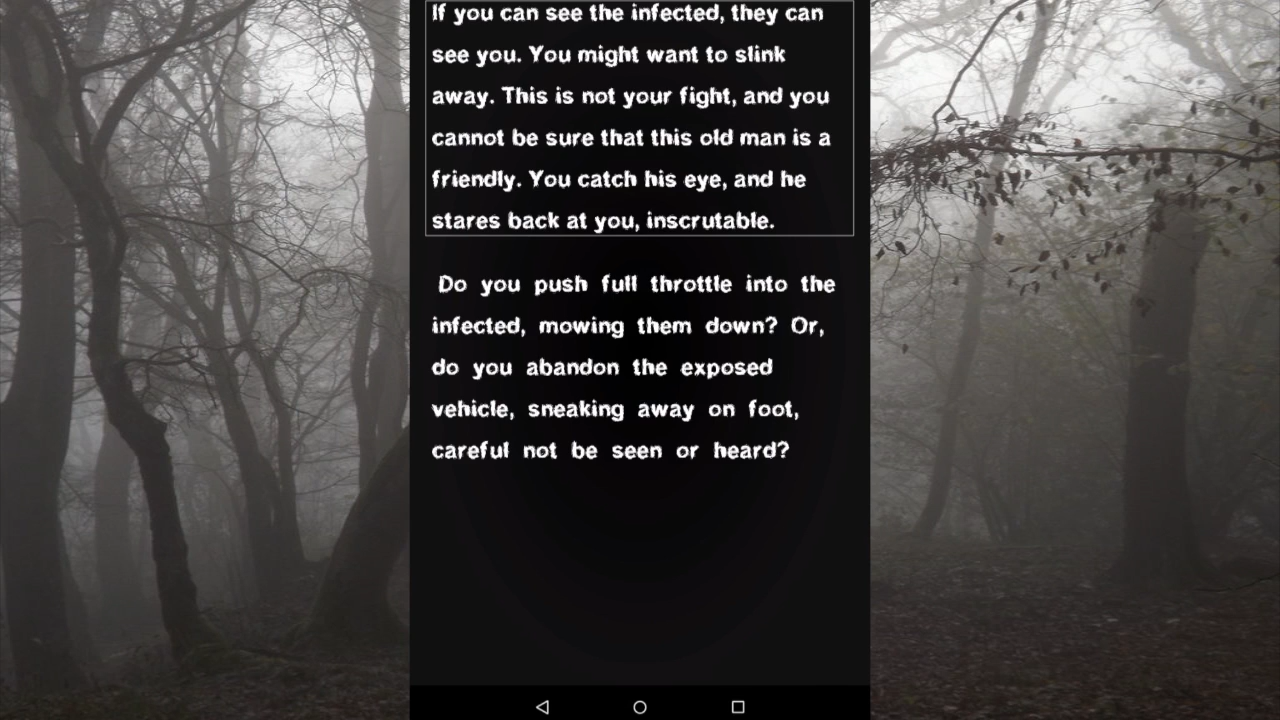 If you can see the infected, they can
see you. You might want to slink
away. This is not your fight, and you
cannot be sure that this old man is a
friendly. You catch his eye, and he
stares back at you, inscrutable.
Do you push full throttle into the
infected, mowing them down? Or,
do you abandon the exposed
vehicle, sneaking away on foot,
careful not be seen or heard?